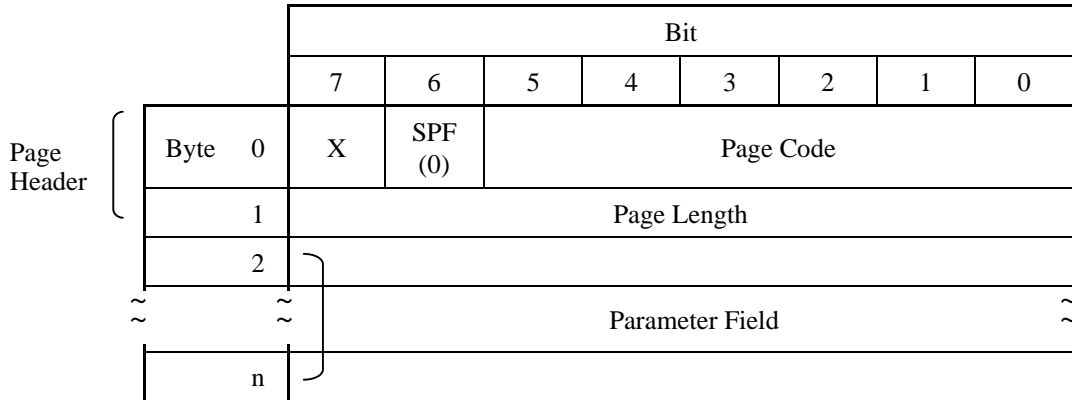 Bit
7 6 5 4 3 2 1 0
Page Header
Byte 0 X SPF (0) Page Code
1 Page Length
2
~ ~ ~
~ ~ Parameter Field ~
n